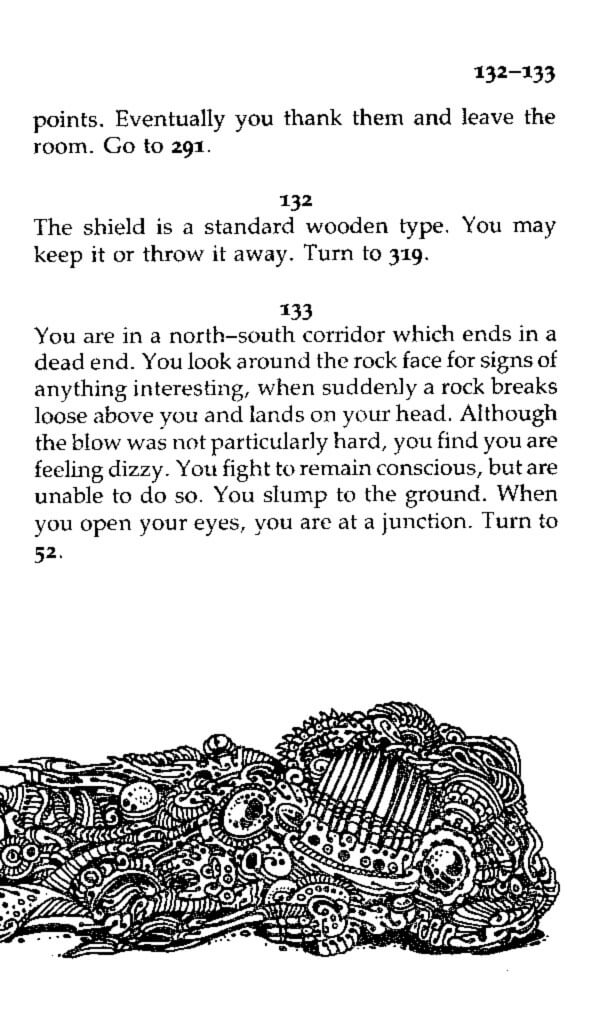 132–133
points. Eventually you thank them and leave the
room. Go to 291.
132
The shield is a standard wooden type. You may
keep it or throw it away. Turn to 319.
133
You are in a north–south corridor which ends in a
dead end. You look around the rock face for signs of
anything interesting, when suddenly a rock breaks
loose above you and lands on your head. Although
the blow was not particularly hard, you find you are
feeling dizzy. You fight to remain conscious, but are
unable to do so. You slump to the ground. When
you open your eyes, you are at a junction. Turn to
52.